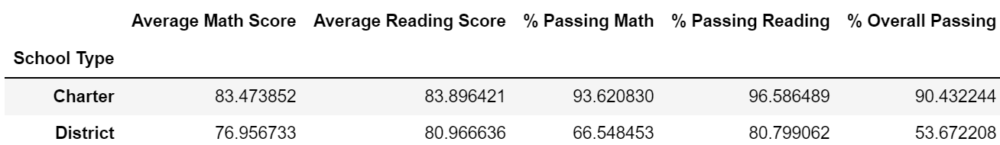 Average Math Score Average Reading Score % Passing Math % Passing Reading % Overall Passing
School Type
Charter 83.473852 83.896421 93.620830 96.586489 90.432244
District 76.956733 80.966636 66.548453 80.799062 53.672208